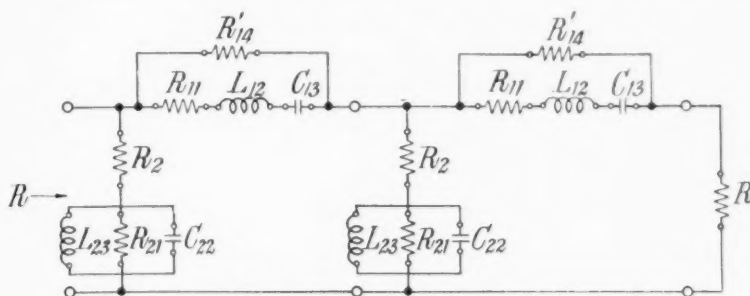 R'14 R'14
R11 L12 C13 R11 L12 C13
R2 R2
R R
L23 R21 C22 L23 R21 C22